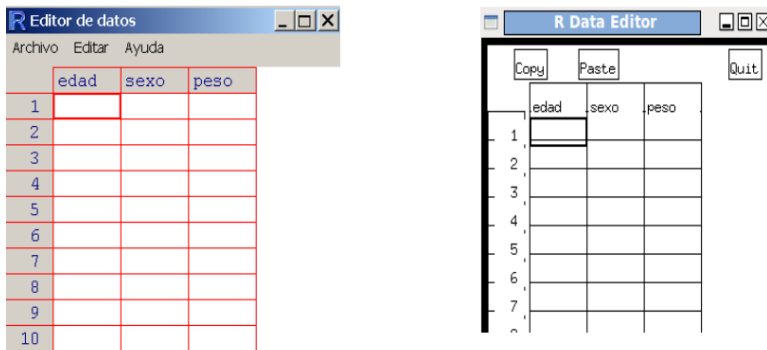 R Editor de datos
Archivo Editar Ayuda
edad sexo peso
1
2
3
4
5
6
7
8
9
10
R Data Editor
Copy Paste Quit
edad sexo peso
1
2
3
4
5
6
7